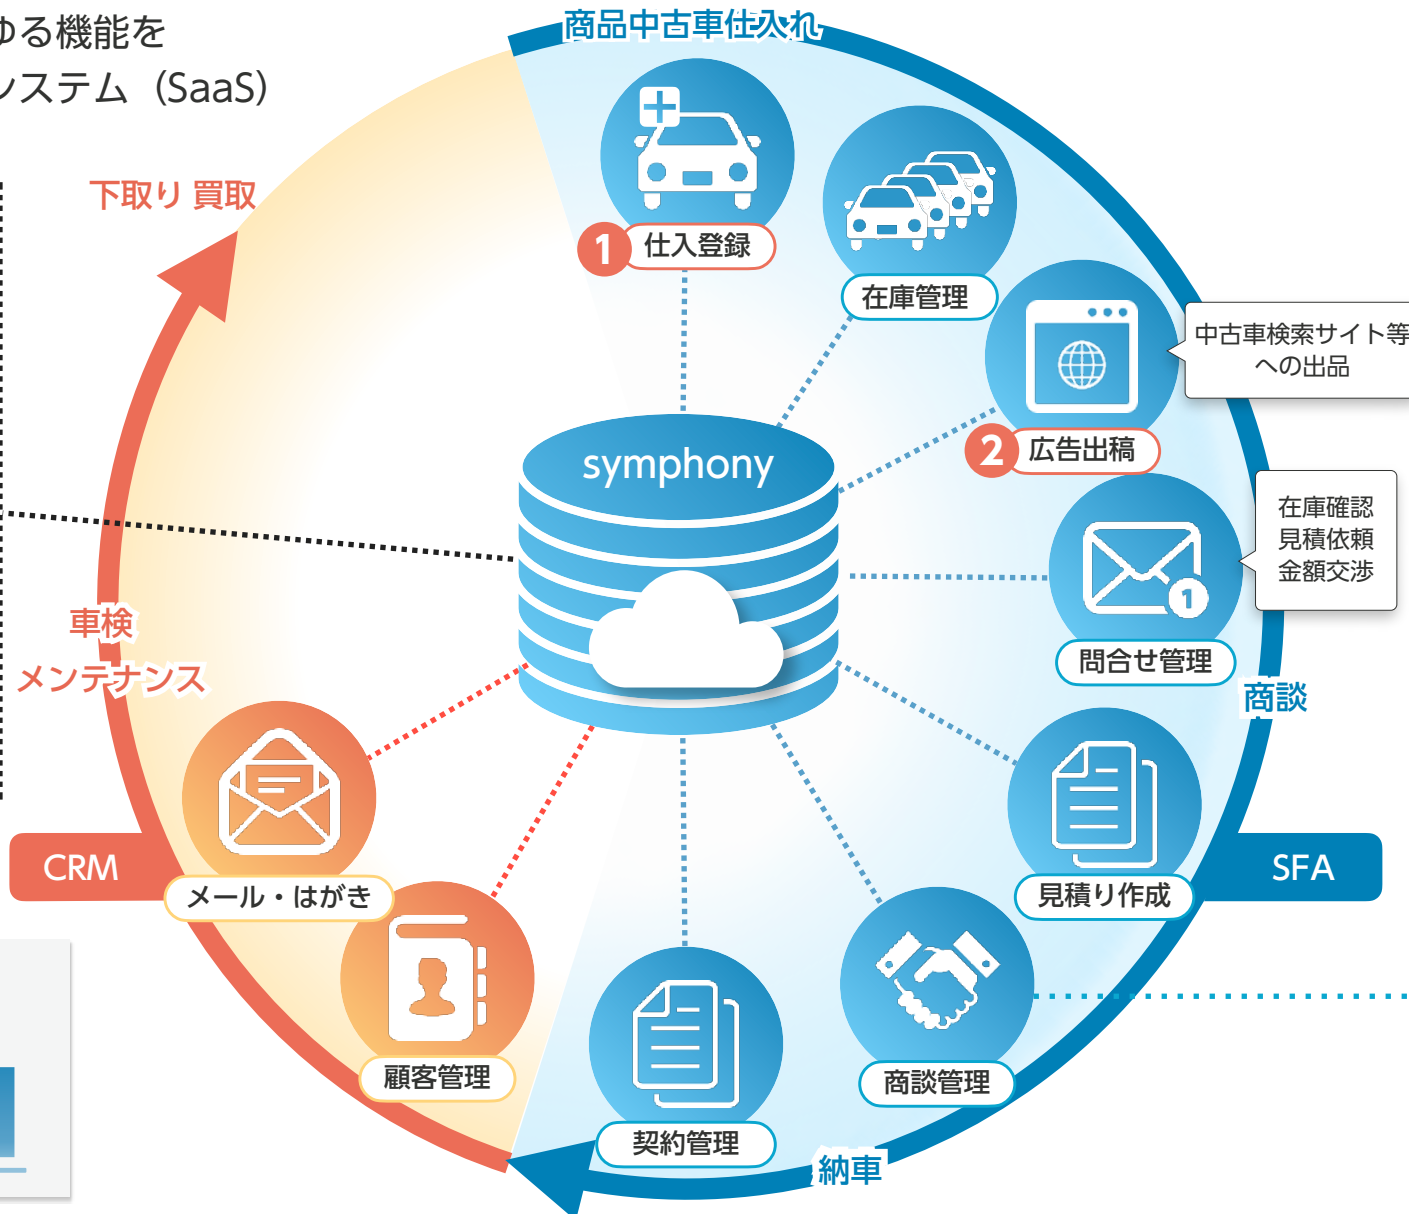 ゆる機能を
システム（SaaS）
商品中古車仕入れ
下取り 買取
1 仕入登録
在庫管理
中古車検索サイト等
への出品
2 広告出稿
symphony
在庫確認
見積依頼
金額交渉
1
問合せ管理
車検
メンテナンス
商談
CRM
SFA
メール・はがき
見積り作成
顧客管理
商談管理
契約管理
納車